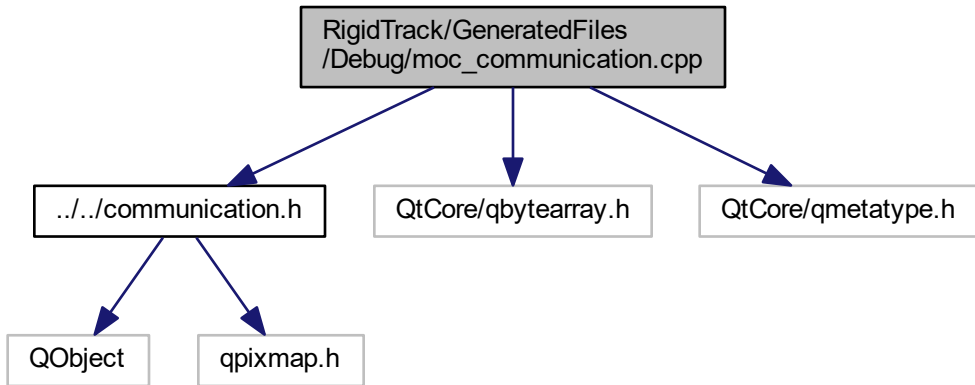 RigidTrack/GeneratedFiles
/Debug/moc_communication.cpp
../../communication.h
QtCore/qbytearray.h
QtCore/qmetatype.h
QObject
qpixmap.h